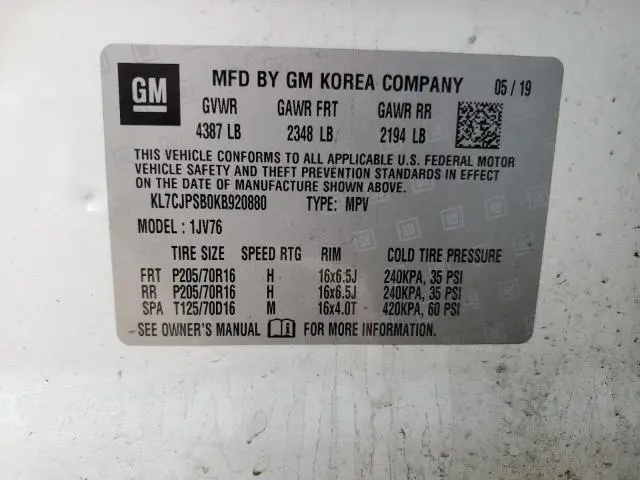 GM
MFD BY GM KOREA COMPANY 05 / 19
GVWR GAWR FRT GAWR RR
4387 LB 2348 LB 2194 LB
THIS VEHICLE CONFORMS TO ALL APPLICABLE U.S. FEDERAL MOTOR
VEHICLE SAFETY AND THEFT PREVENTION STANDARDS IN EFFECT
ON THE DATE OF MANUFACTURE SHOWN ABOVE.
KL7CJPSB0KB920880 TYPE: MPV
MODEL : 1JV76
TIRE SIZE SPEED RTG RIM COLD TIRE PRESSURE
FRT P205/70R16 H 16x6.5J 240KPA, 35 PSI
RR P205/70R16 H 16x6.5J 240KPA, 35 PSI
SPA T125/70D16 M 16x4.0T 420KPA, 60 PSI
SEE OWNER'S MANUAL FOR MORE INFORMATION.